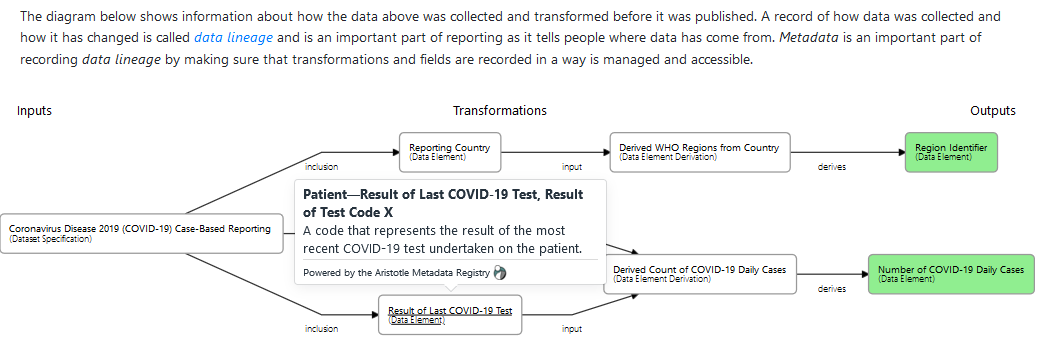 The diagram below shows information about how the data above was collected and transformed before it was published. A record of how data was collected and
how it has changed is called data lineage and is an important part of reporting as it tells people where data has come from. Metadata is an important part of
recording data lineage by making sure that transformations and fields are recorded in a way is managed and accessible.
Inputs
Transformations
Outputs
Reporting Country
(Data Element)
Derived WHO Regions from Country
(Data Element Derivation)
Region Identifier
(Data Element)
inclusion
input
derives
Patient—Result of Last COVID-19 Test, Result
of Test Code X
A code that represents the result of the most
recent COVID-19 test undertaken on the patient.
Powered by the Aristotle Metadata Registry
Coronavirus Disease 2019 (COVID-19) Case-Based Reporting
(Dataset Specification)
Derived Count of COVID-19 Daily Cases
(Data Element Derivation)
Number of COVID-19 Daily Cases
(Data Element)
derives
Result of Last COVID-19 Test
(Data Element)
inclusion
input